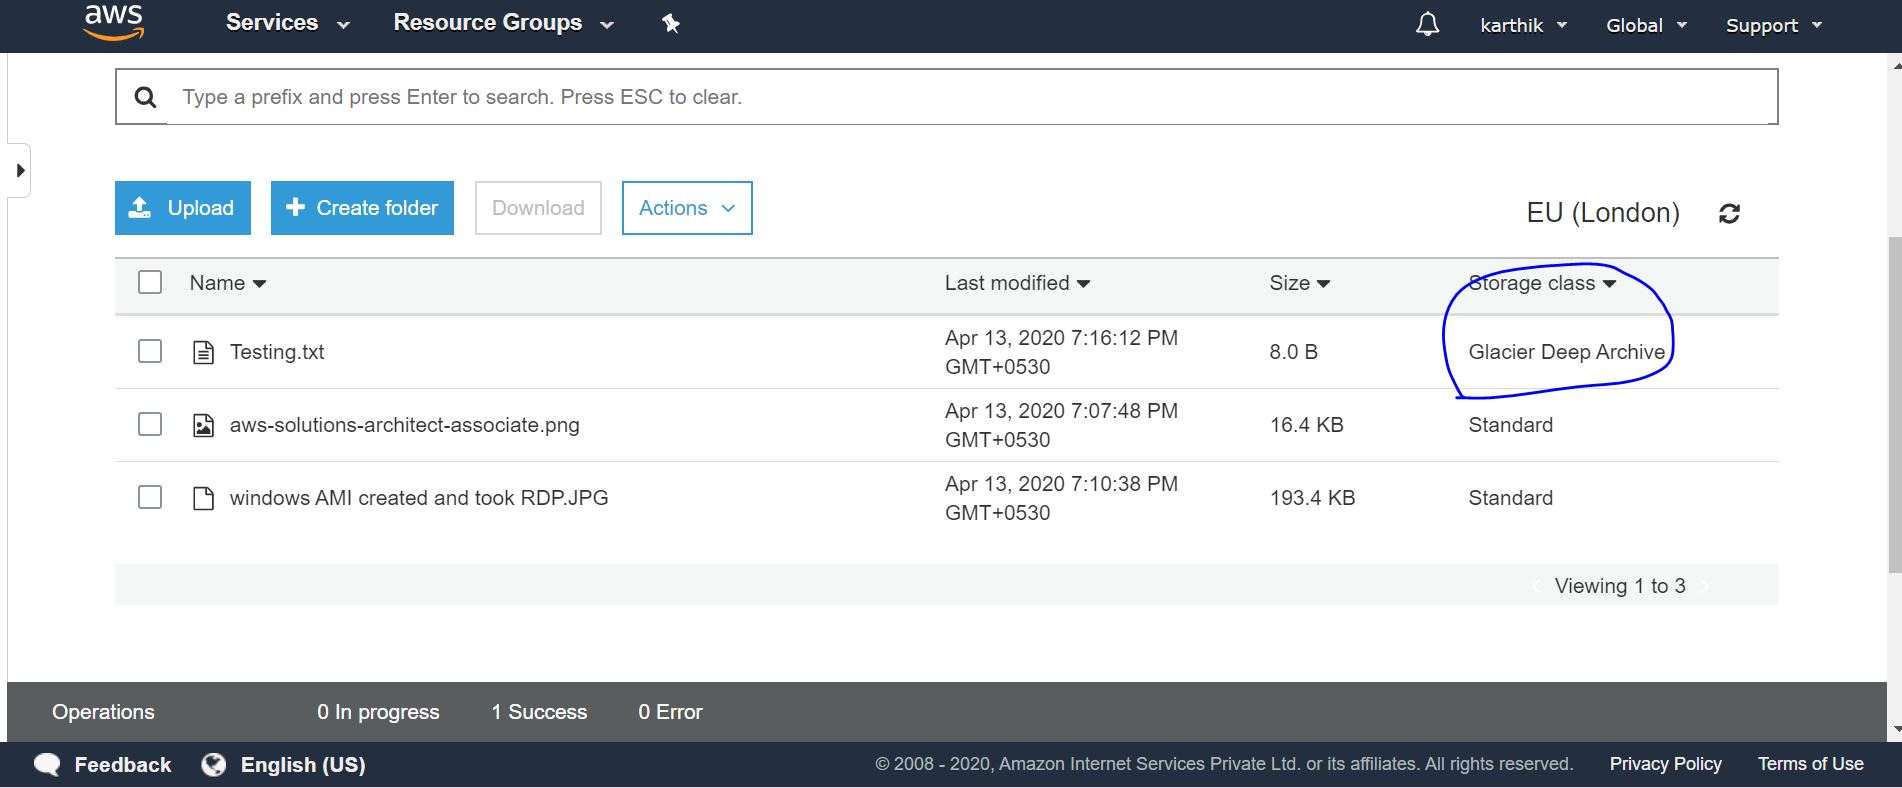 aws Services Resource Groups karthik Global Support
Type a prefix and press Enter to search. Press ESC to clear.
Upload Create folder Download Actions EU (London)
Name Last modified Size Storage class
Testing.txt Apr 13, 2020 7:16:12 PM GMT+0530 8.0 B Glacier Deep Archive
aws-solutions-architect-associate.png Apr 13, 2020 7:07:48 PM GMT+0530 16.4 KB Standard
windows AMI created and took RDP.JPG Apr 13, 2020 7:10:38 PM GMT+0530 193.4 KB Standard
Viewing 1 to 3
Operations 0 In progress 1 Success 0 Error
Feedback English (US) © 2008 - 2020, Amazon Internet Services Private Ltd. or its affiliates. All rights reserved. Privacy Policy Terms of Use